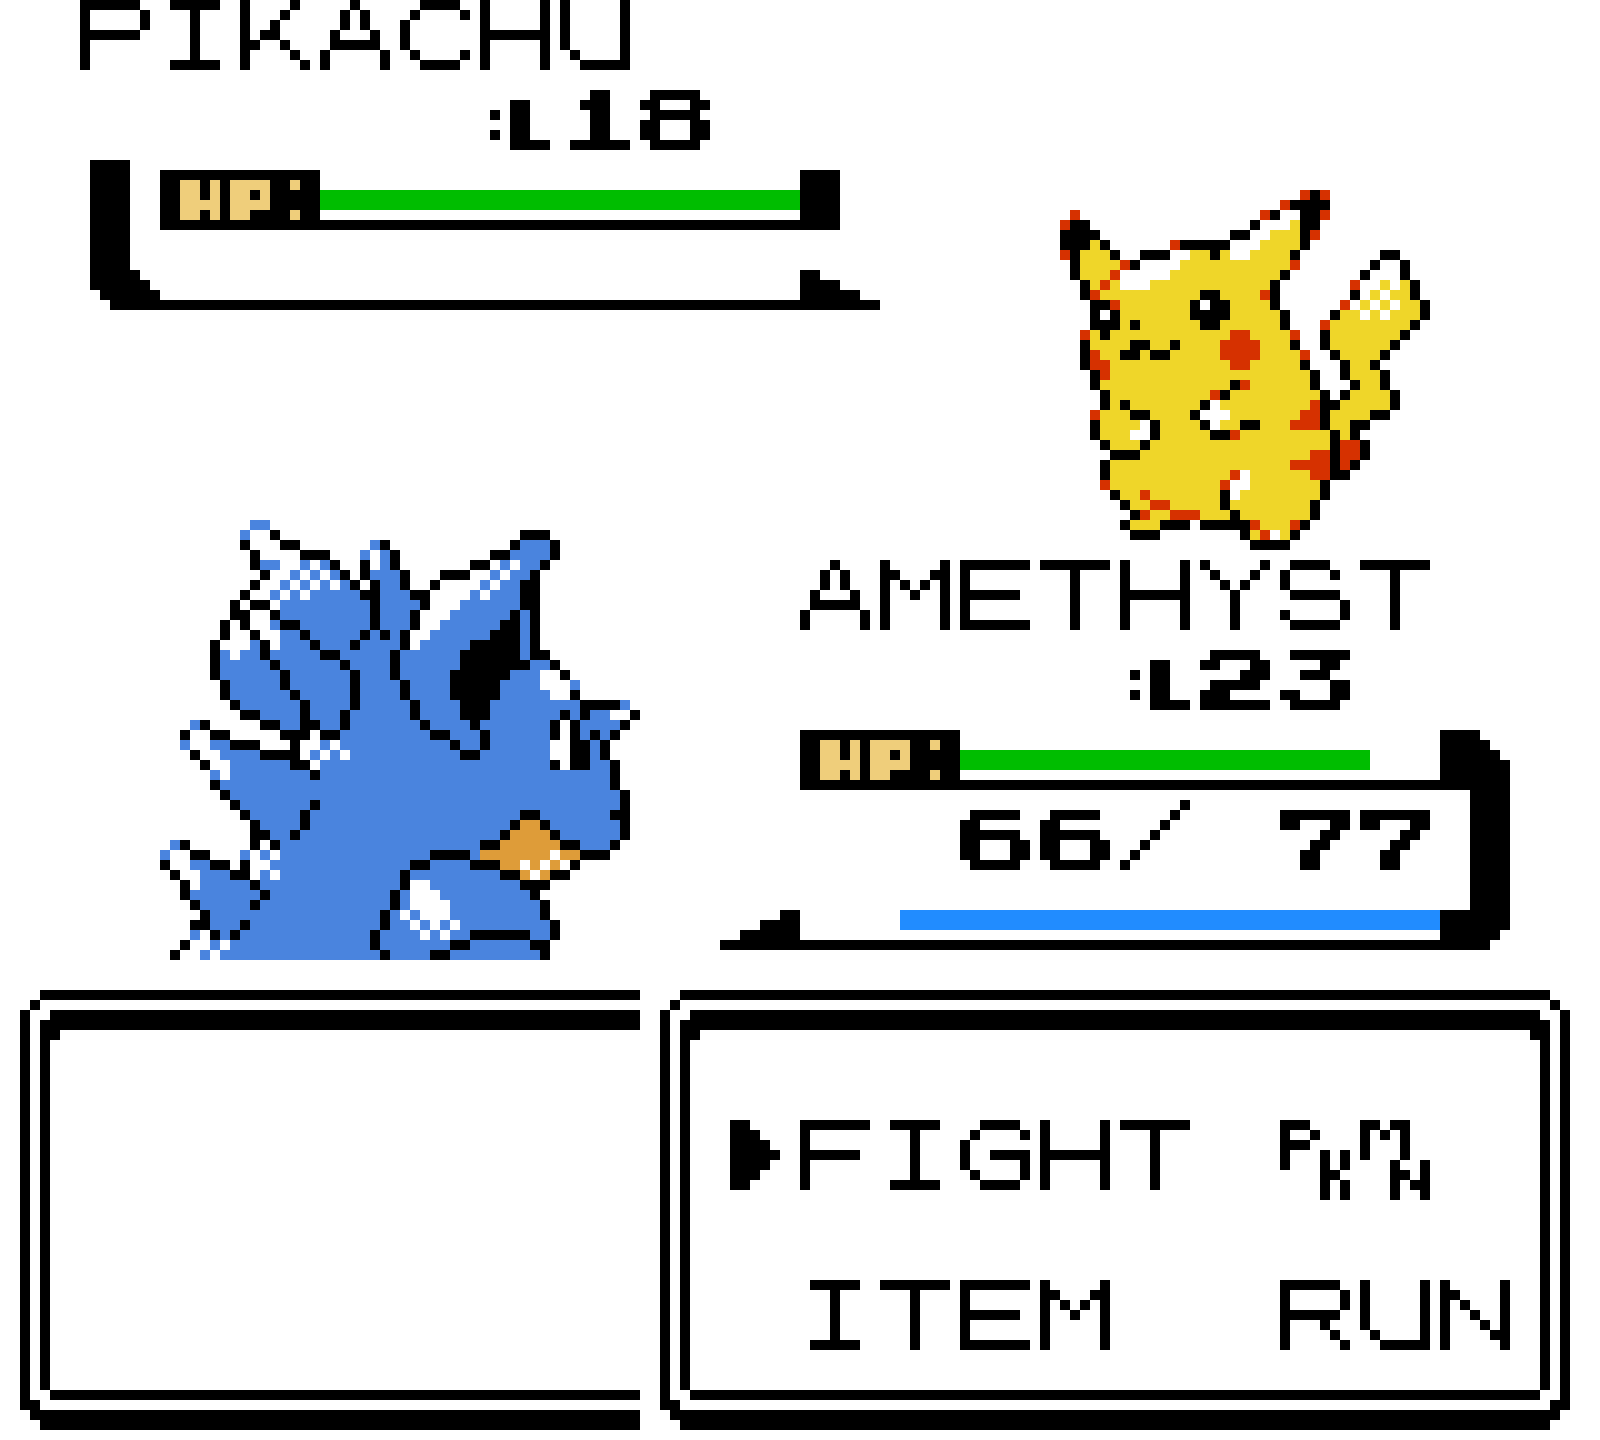 PIKACHU
:L18
HP:
AMETHYST
:L23
HP:
66/ 77
▶FIGHT PKMN
ITEM RUN